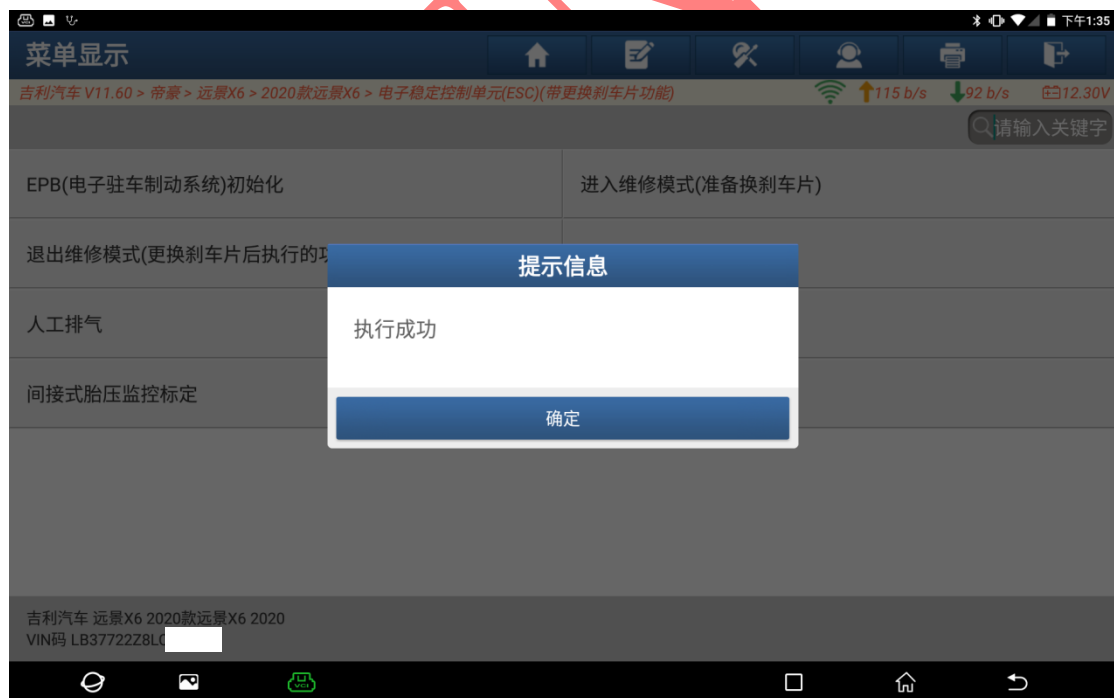 下午1:35
菜单显示
吉利汽车 V11.60 > 帝豪 > 远景X6 > 2020款远景X6 > 电子稳定控制单元(ESC)(带更换刹车片功能)
115 b/s
92 b/s
12.30V
请输入关键字
EPB(电子驻车制动系统)初始化
进入维修模式(准备换刹车片)
退出维修模式(更换刹车片后执行的
提示信息
人工排气
执行成功
间接式胎压监控标定
确定
吉利汽车 远景X6 2020款远景X6 2020
VIN码 LB37722Z8L
VCI